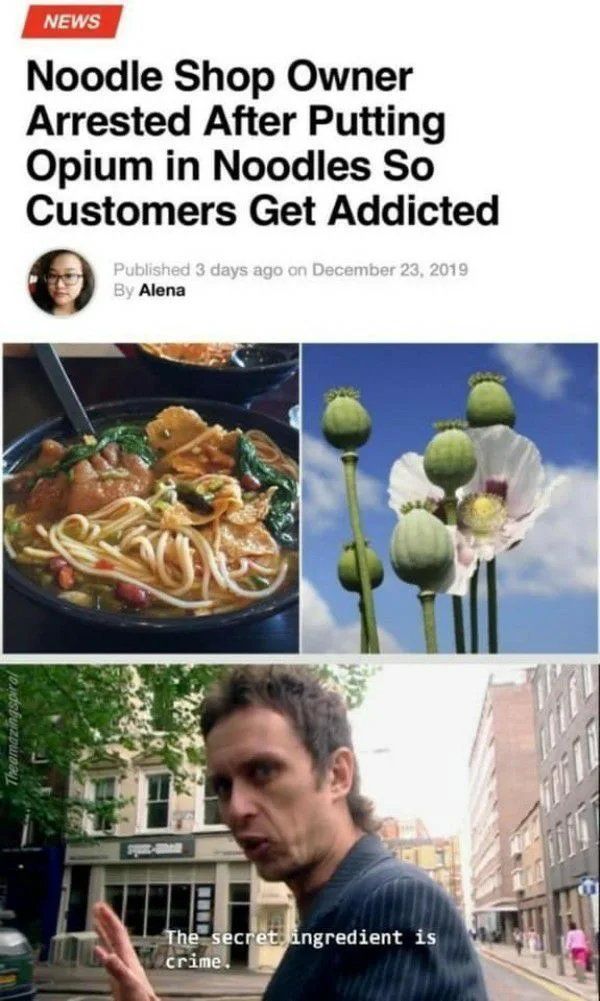 NEWS
Noodle Shop Owner
Arrested After Putting
Opium in Noodles So
Customers Get Addicted
Published 3 days ago on December 23, 2019
By Alena
Theamazingspiral
The secret ingredient is
crime.